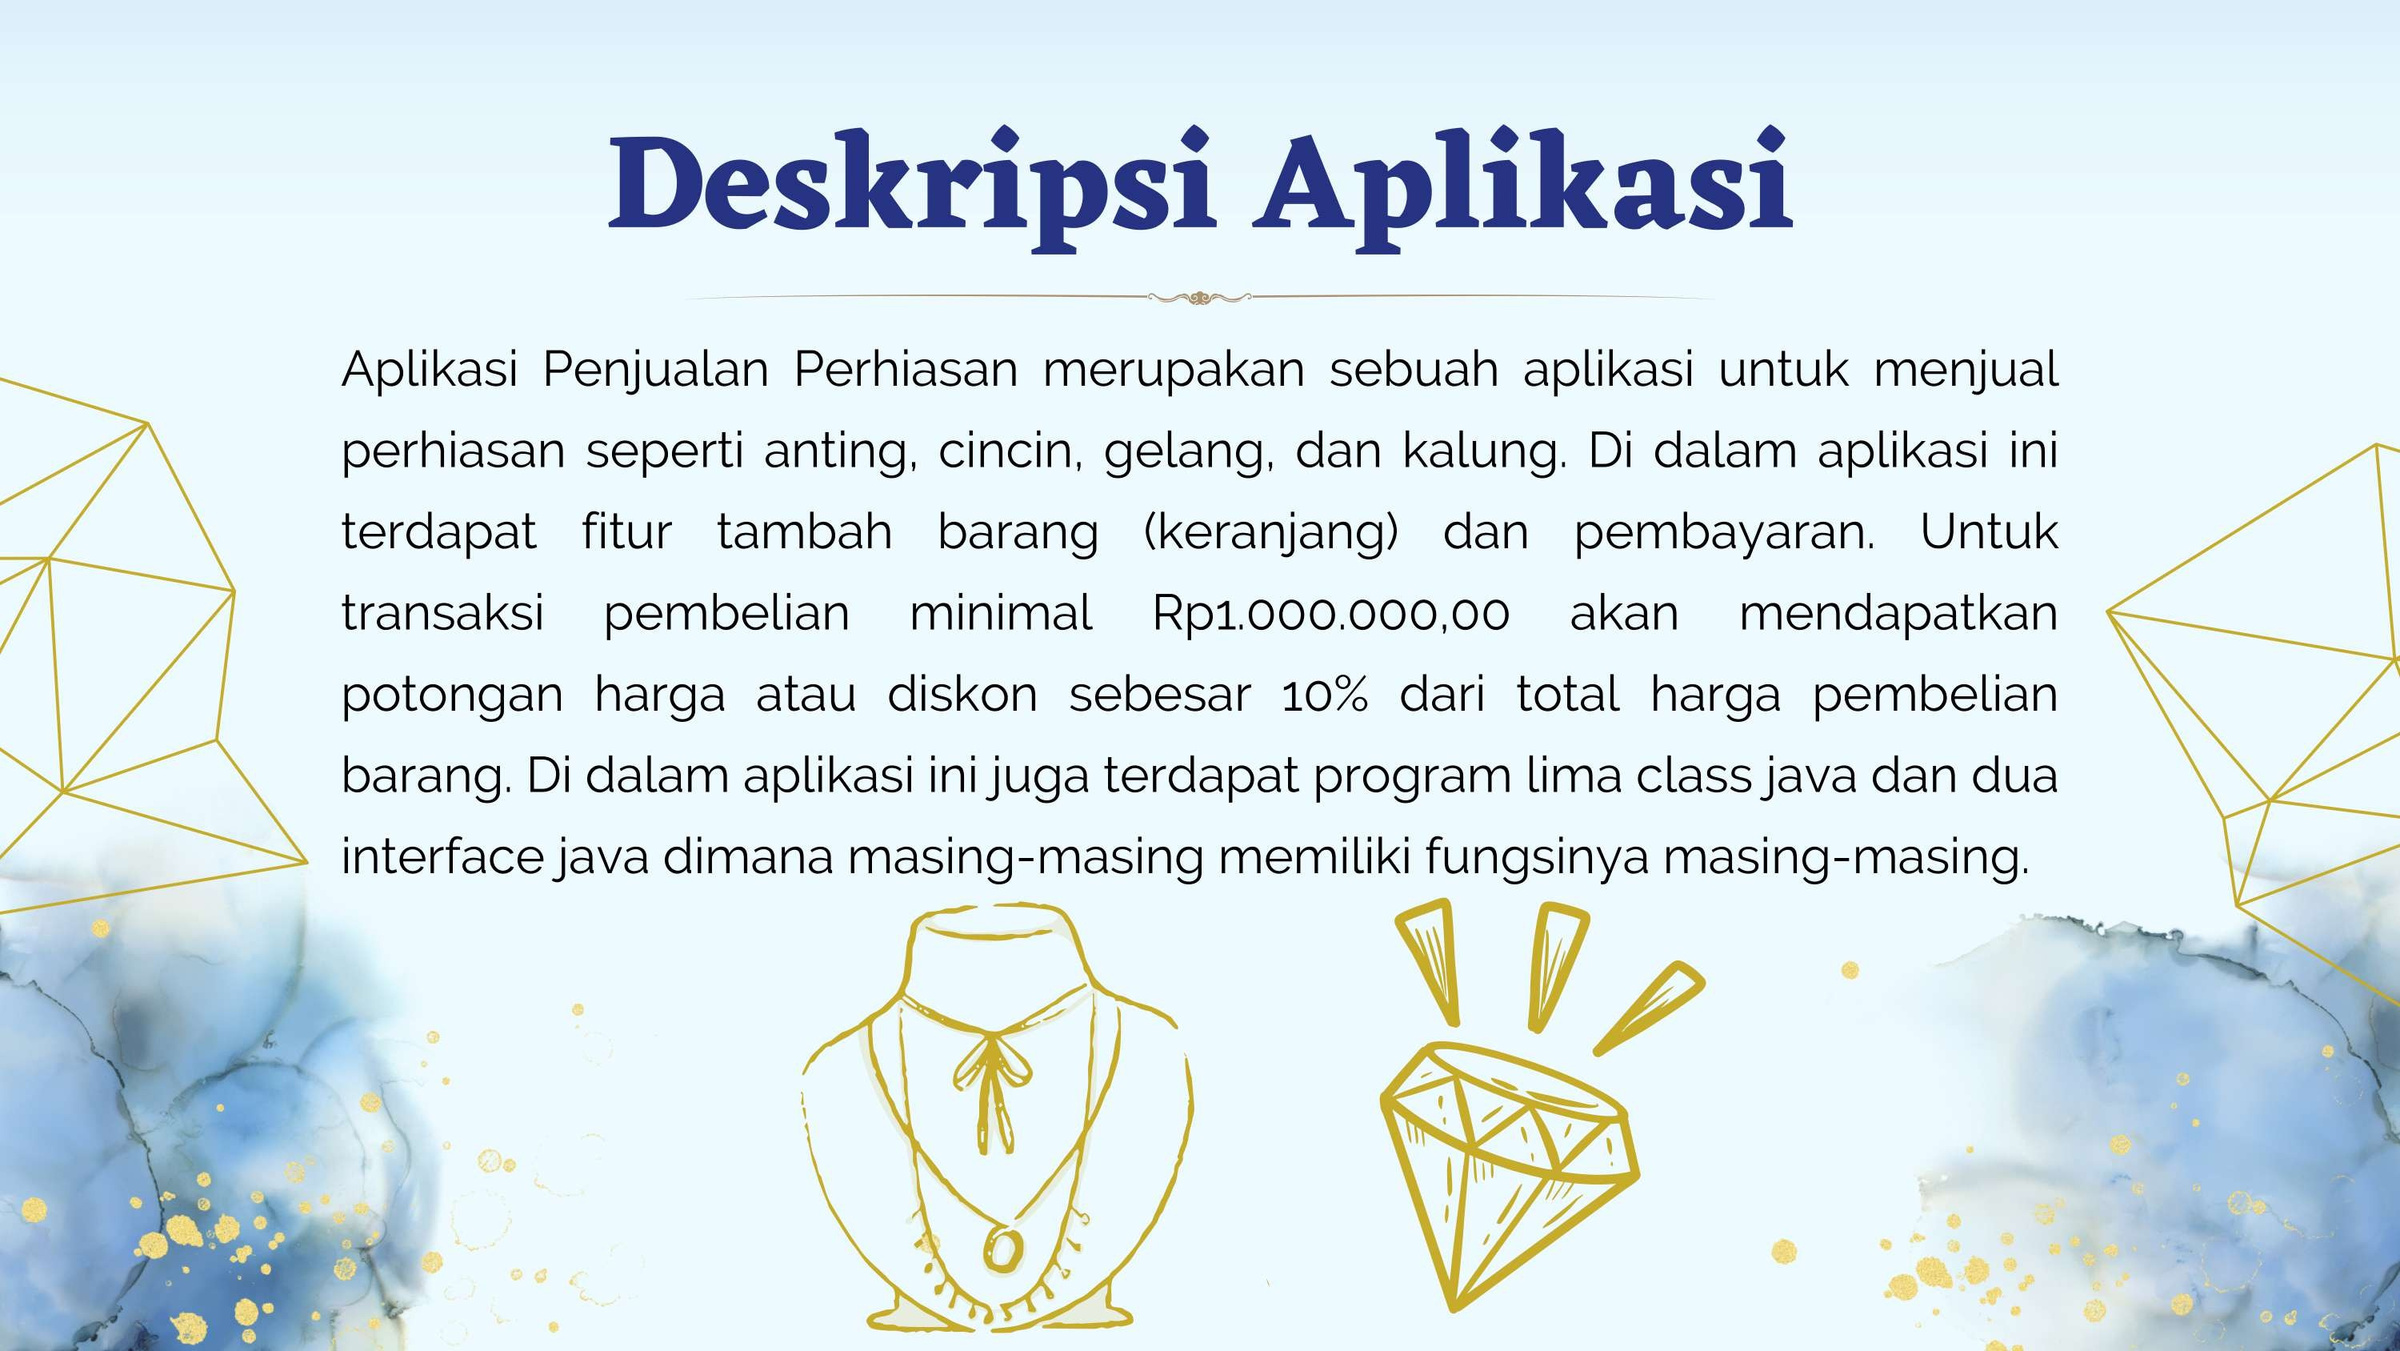 Deskripsi Aplikasi
Aplikasi Penjualan Perhiasan merupakan sebuah aplikasi untuk menjual
perhiasan seperti anting, cincin, gelang, dan kalung. Di dalam aplikasi ini
terdapat fitur tambah barang (keranjang) dan pembayaran. Untuk
transaksi pembelian minimal Rp1.000.000,00 akan mendapatkan
potongan harga atau diskon sebesar 10% dari total harga pembelian
barang. Di dalam aplikasi ini juga terdapat program lima class java dan dua
interface java dimana masing-masing memiliki fungsinya masing-masing.